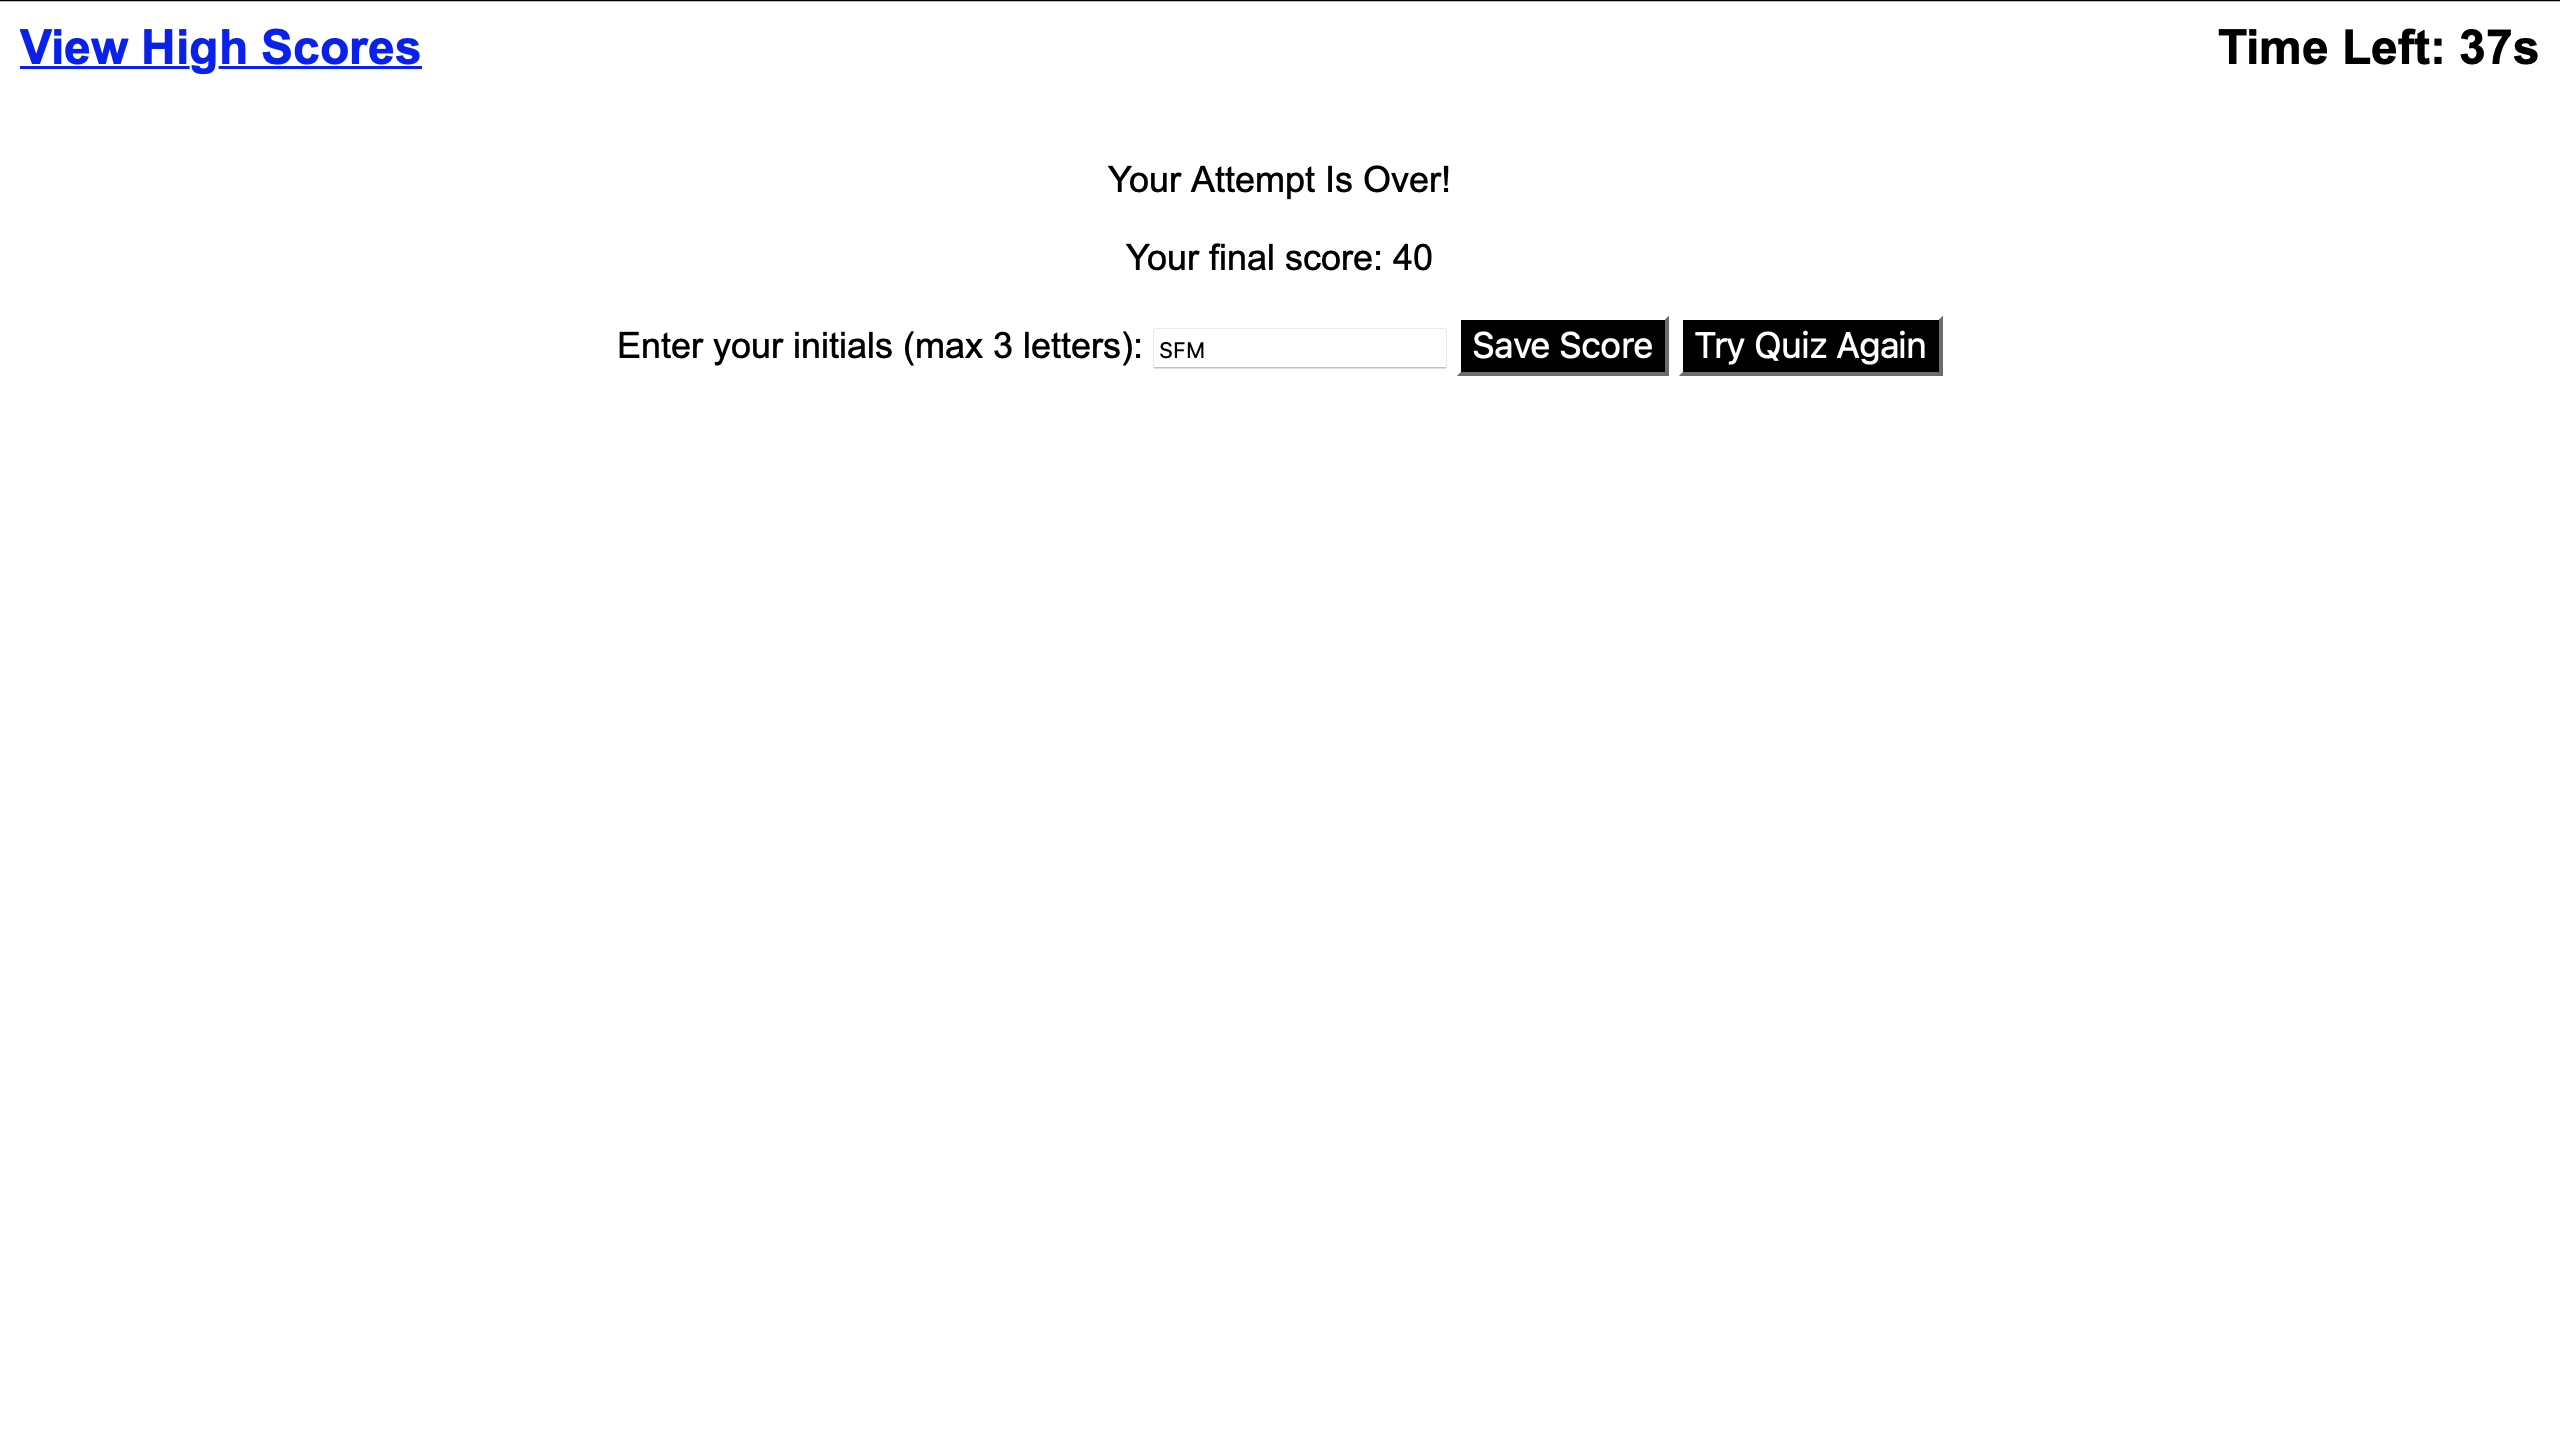 View High Scores
Time Left: 37s
Your Attempt Is Over!
Your final score: 40
Enter your initials (max 3 letters): SFM Save Score Try Quiz Again